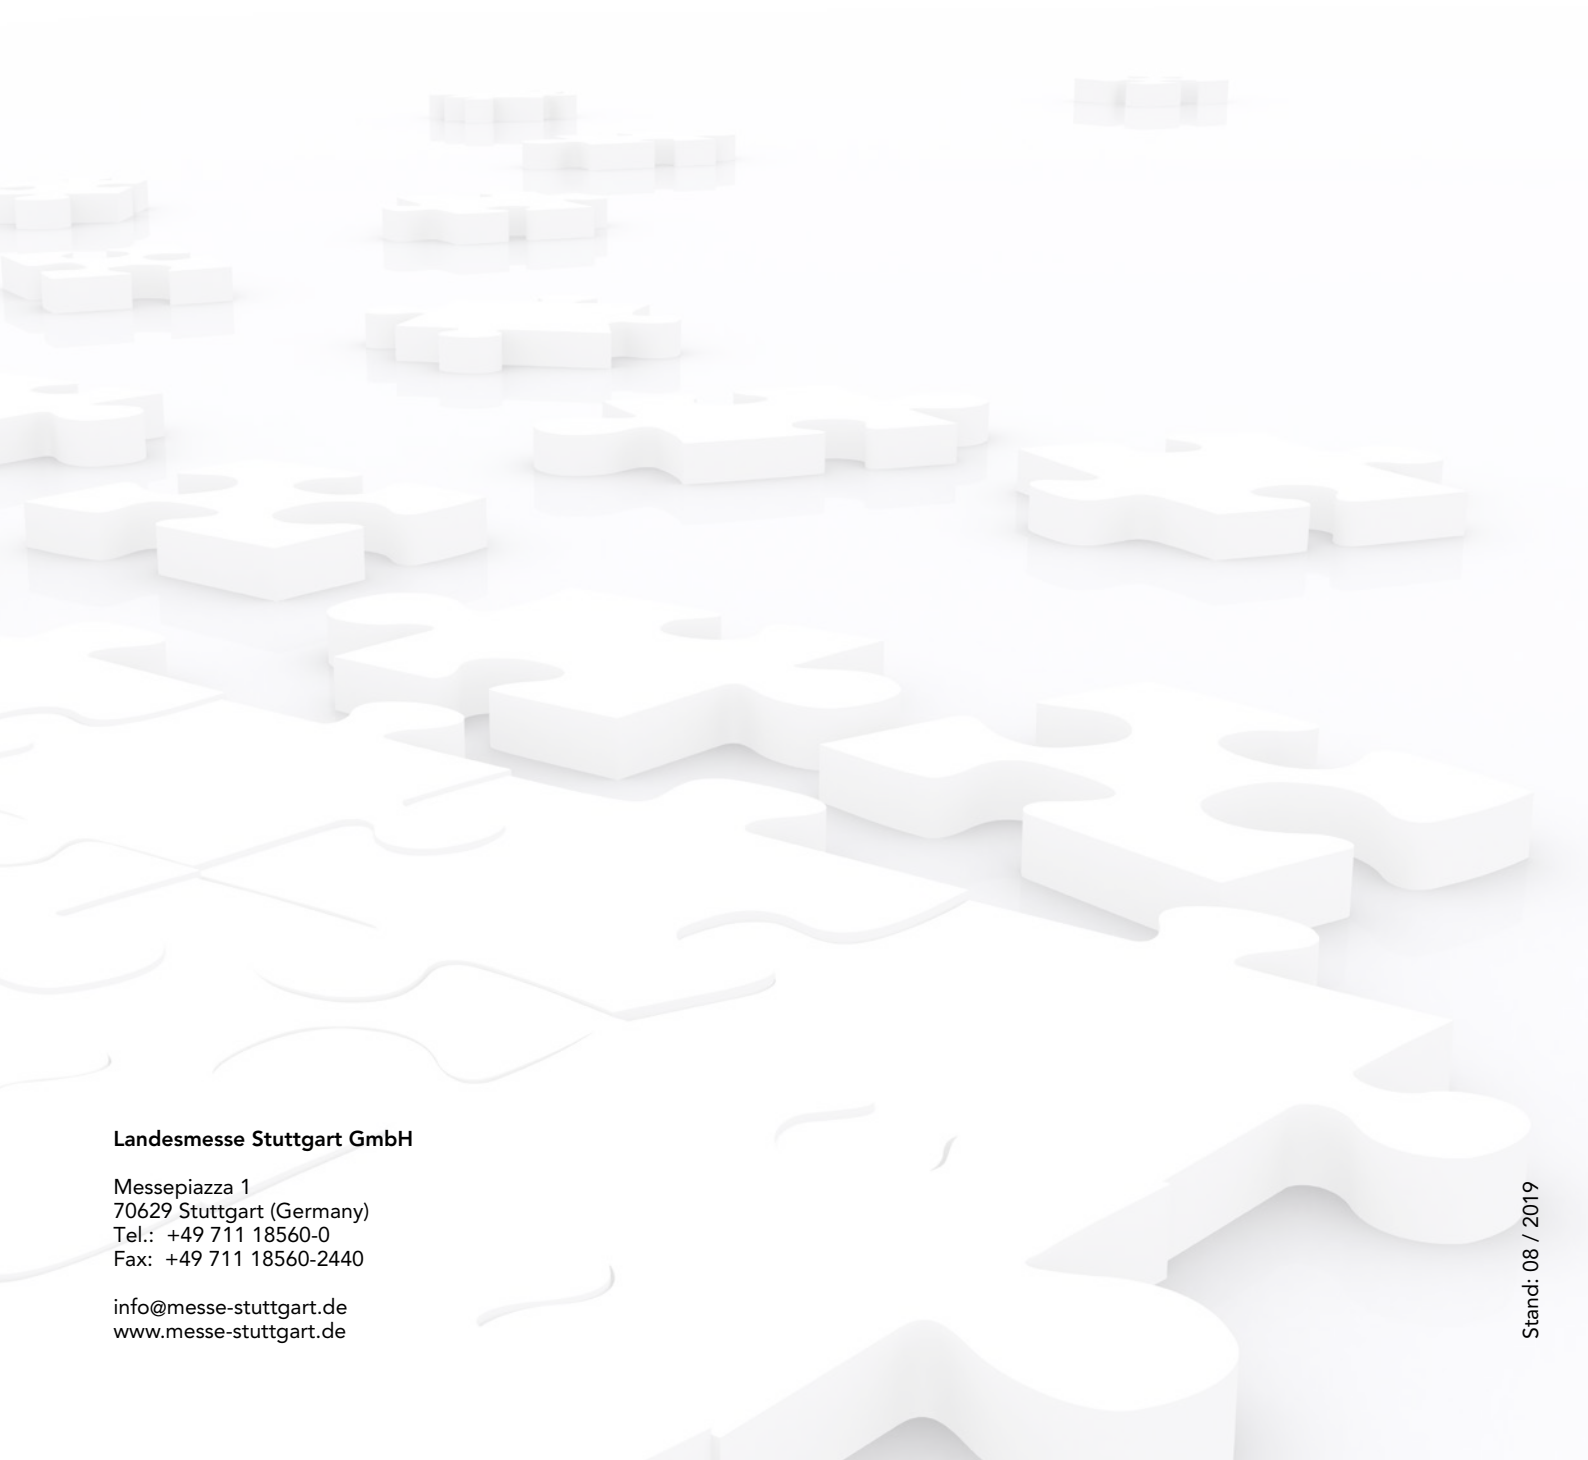 Landesmesse Stuttgart GmbH
Messepiazza 1
70629 Stuttgart (Germany)
Tel.: +49 711 18560-0
Fax: +49 711 18560-2440
info@messe-stuttgart.de
www.messe-stuttgart.de
Stand: 08 / 2019